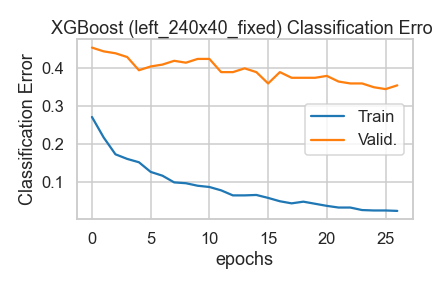 XGBoost (left_240x40_fixed) Classification Erro
Classification Error
0.4
0.3
0.2
0.1
Train
Valid.
0 5 10 15 20 25
epochs